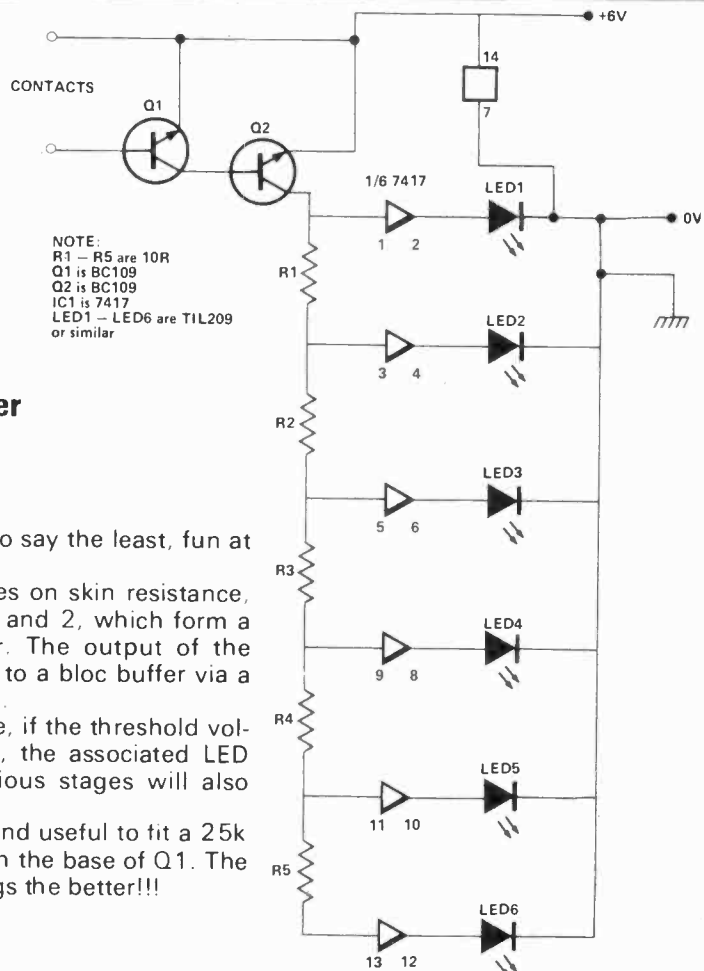 +6V
CONTACTS
14
Q1
Q2
7
1/6 7417
LED1
0V
1 2
NOTE:
R1 – R5 are 10R
Q1 is BC109
Q2 is BC109
IC1 is 7417
LED1 – LED6 are TIL209
or similar
R1
LED2
3 4
er
R2
LED3
5 6
o say the least, fun at
es on skin resistance,
and 2, which form a
r. The output of the
to a bloc buffer via a
R3
LED4
9 8
e, if the threshold vol-
, the associated LED
ious stages will also
R4
LED5
11 10
nd useful to fit a 25k
n the base of Q1. The
gs the better!!!
R5
LED6
13 12